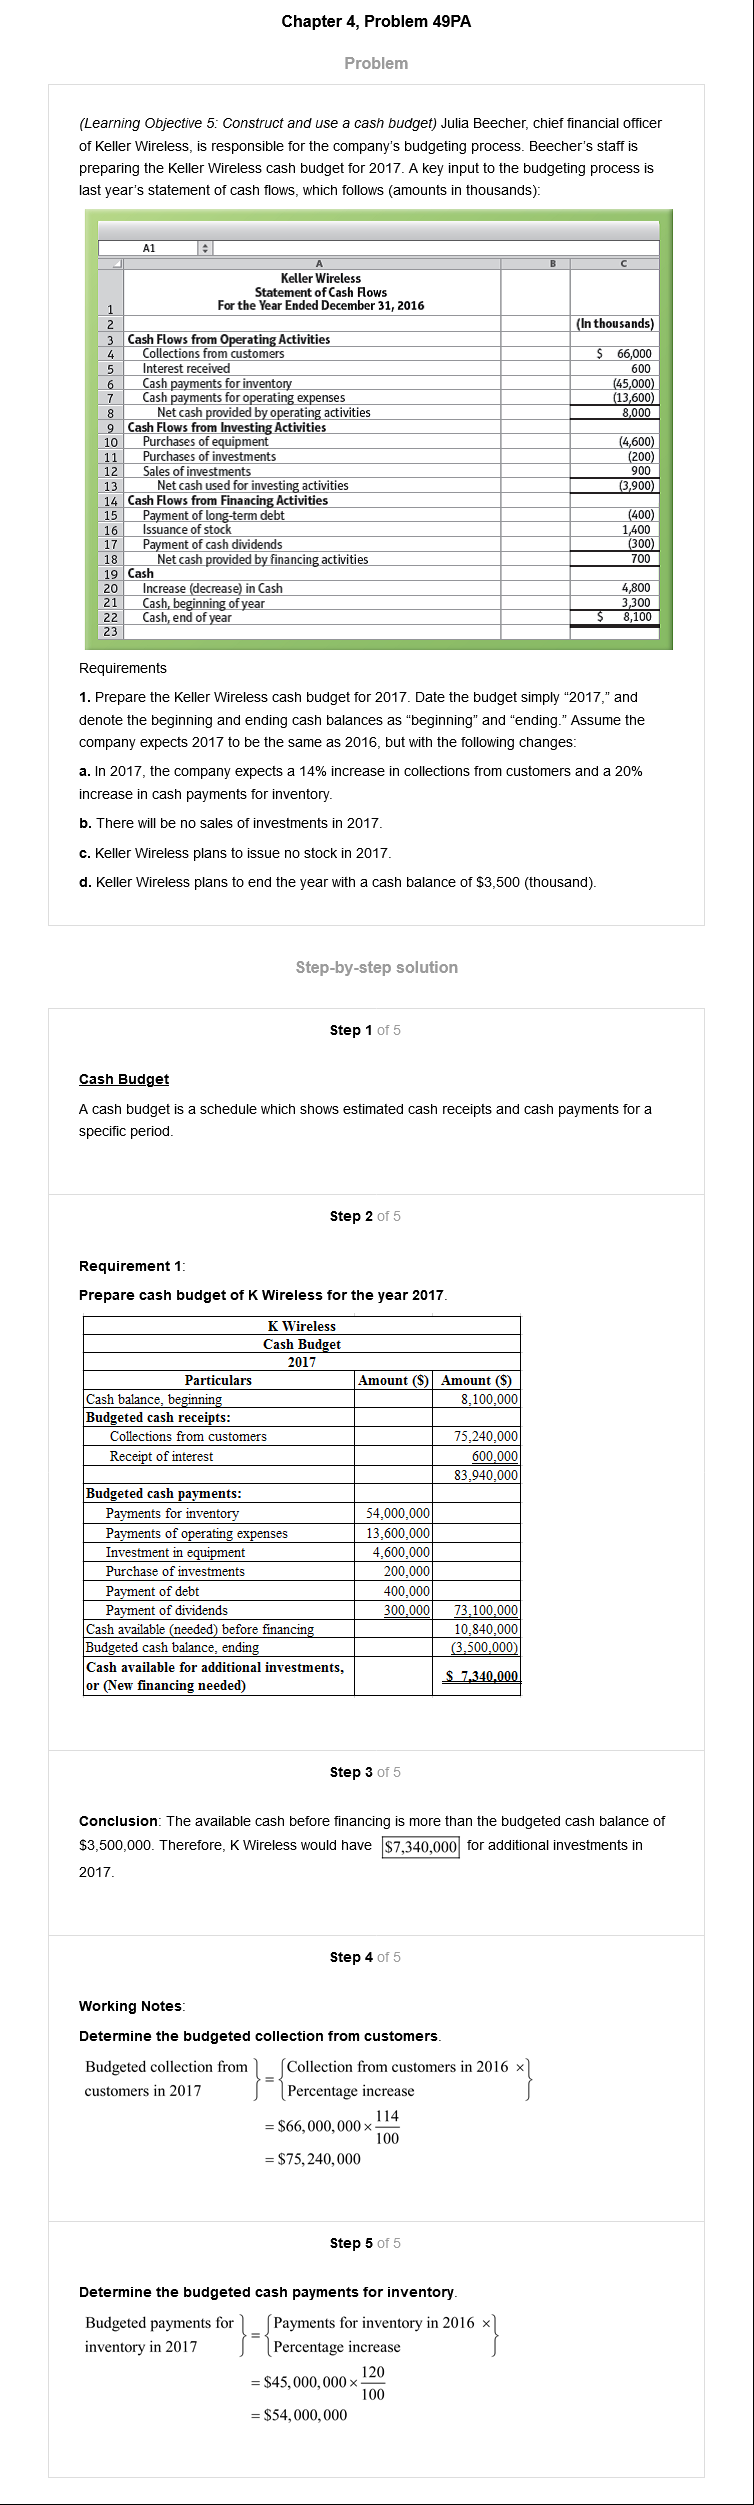 Chapter 4, Problem 49PA
Problem
(Learning Objective 5: Construct and use a cash budget) Julia Beecher, chief financial officer
of Keller Wireless, is responsible for the company's budgeting process. Beecher's staff is
preparing the Keller Wireless cash budget for 2017. A key input to the budgeting process is
last year's statement of cash flows, which follows (amounts in thousands):
A1
A B C
Keller Wireless
Statement of Cash Flows
1 For the Year Ended December 31, 2016
2 (In thousands)
3 Cash Flows from Operating Activities
4 Collections from customers $ 66,000
5 Interest received 600
6 Cash payments for inventory (45,000)
7 Cash payments for operating expenses (13,600)
8 Net cash provided by operating activities 8,000
9 Cash Flows from Investing Activities
10 Purchases of equipment (4,600)
11 Purchases of investments (200)
12 Sales of investments 900
13 Net cash used for investing activities (3,900)
14 Cash Flows from Financing Activities
15 Payment of long-term debt (400)
16 Issuance of stock 1,400
17 Payment of cash dividends (300)
18 Net cash provided by financing activities 700
19 Cash
20 Increase (decrease) in Cash 4,800
21 Cash, beginning of year 3,300
22 Cash, end of year $ 8,100
23
Requirements
1. Prepare the Keller Wireless cash budget for 2017. Date the budget simply “2017,” and
denote the beginning and ending cash balances as “beginning” and “ending.” Assume the
company expects 2017 to be the same as 2016, but with the following changes:
a. In 2017, the company expects a 14% increase in collections from customers and a 20%
increase in cash payments for inventory.
b. There will be no sales of investments in 2017.
c. Keller Wireless plans to issue no stock in 2017.
d. Keller Wireless plans to end the year with a cash balance of $3,500 (thousand).
Step-by-step solution
Step 1 of 5
Cash Budget
A cash budget is a schedule which shows estimated cash receipts and cash payments for a
specific period.
Step 2 of 5
Requirement 1:
Prepare cash budget of K Wireless for the year 2017.
K Wireless
Cash Budget
2017
Particulars Amount ($) Amount ($)
Cash balance, beginning 8,100,000
Budgeted cash receipts:
Collections from customers 75,240,000
Receipt of interest 600,000
83,940,000
Budgeted cash payments:
Payments for inventory 54,000,000
Payments of operating expenses 13,600,000
Investment in equipment 4,600,000
Purchase of investments 200,000
Payment of debt 400,000
Payment of dividends 300,000 73,100,000
Cash available (needed) before financing 10,840,000
Budgeted cash balance, ending (3,500,000)
Cash available for additional investments,
or (New financing needed) $ 7,340,000
Step 3 of 5
Conclusion: The available cash before financing is more than the budgeted cash balance of
$3,500,000. Therefore, K Wireless would have $7,340,000 for additional investments in
2017.
Step 4 of 5
Working Notes:
Determine the budgeted collection from customers.
Budgeted collection from customers in 2017 } = { Collection from customers in 2016 × Percentage increase }
= $66,000,000 × 114/100
= $75,240,000
Step 5 of 5
Determine the budgeted cash payments for inventory.
Budgeted payments for inventory in 2017 } = { Payments for inventory in 2016 × Percentage increase }
= $45,000,000 × 120/100
= $54,000,000